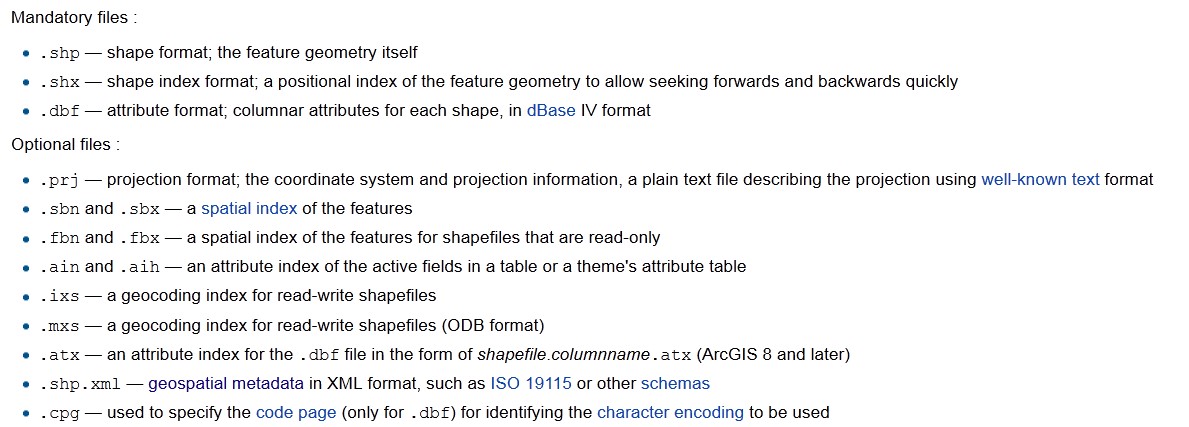 Mandatory files :
• .shp — shape format; the feature geometry itself
• .shx — shape index format; a positional index of the feature geometry to allow seeking forwards and backwards quickly
• .dbf — attribute format; columnar attributes for each shape, in dBase IV format
Optional files :
• .prj — projection format; the coordinate system and projection information, a plain text file describing the projection using well-known text format
• .sbn and .sbx — a spatial index of the features
• .fbn and .fbx — a spatial index of the features for shapefiles that are read-only
• .ain and .aih — an attribute index of the active fields in a table or a theme's attribute table
• .ixs — a geocoding index for read-write shapefiles
• .mxs — a geocoding index for read-write shapefiles (ODB format)
• .atx — an attribute index for the .dbf file in the form of shapefile.columnname.atx (ArcGIS 8 and later)
• .shp.xml — geospatial metadata in XML format, such as ISO 19115 or other schemas
• .cpg — used to specify the code page (only for .dbf) for identifying the character encoding to be used